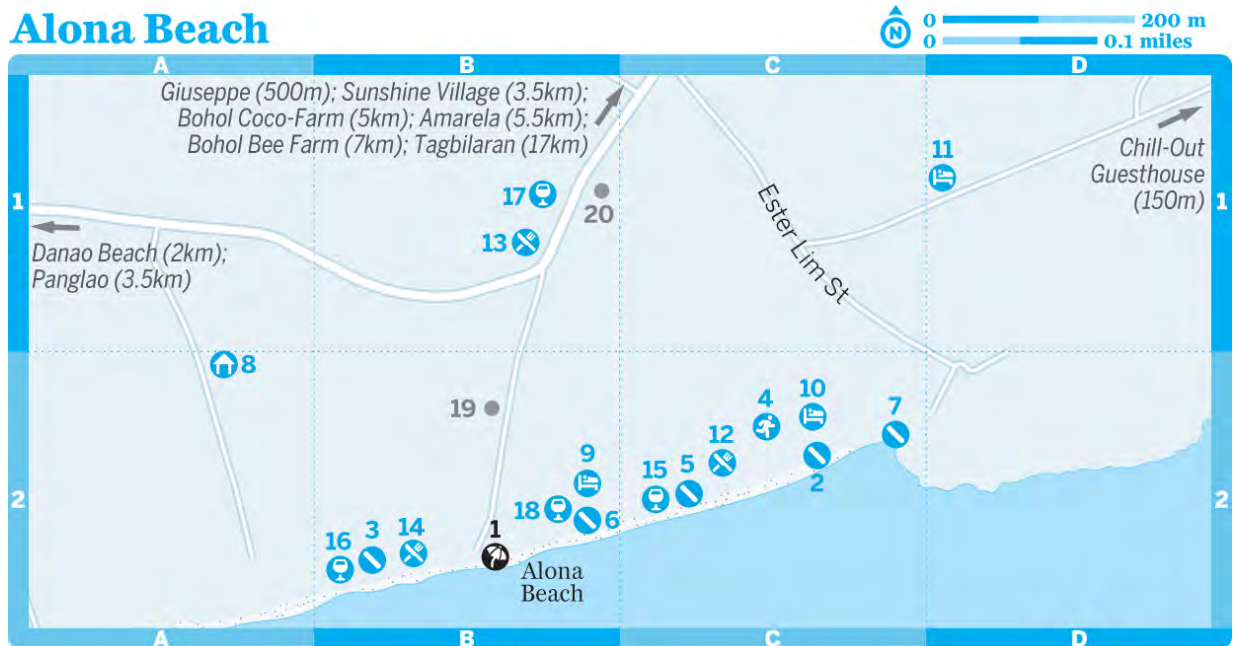 Alona Beach
N
0 200 m
0 0.1 miles
A B C D
Giuseppe (500m); Sunshine Village (3.5km);
Bohol Coco-Farm (5km); Amarela (5.5km);
Bohol Bee Farm (7km); Tagbilaran (17km)
11
Chill-Out
Guesthouse
(150m)
1
1
17
20
13
Ester Lim St
Danao Beach (2km);
Panglao (3.5km)
8
19
4
10
7
12
9
15
5
2
18
6
2
2
16
3
14
1
Alona
Beach
A B C D